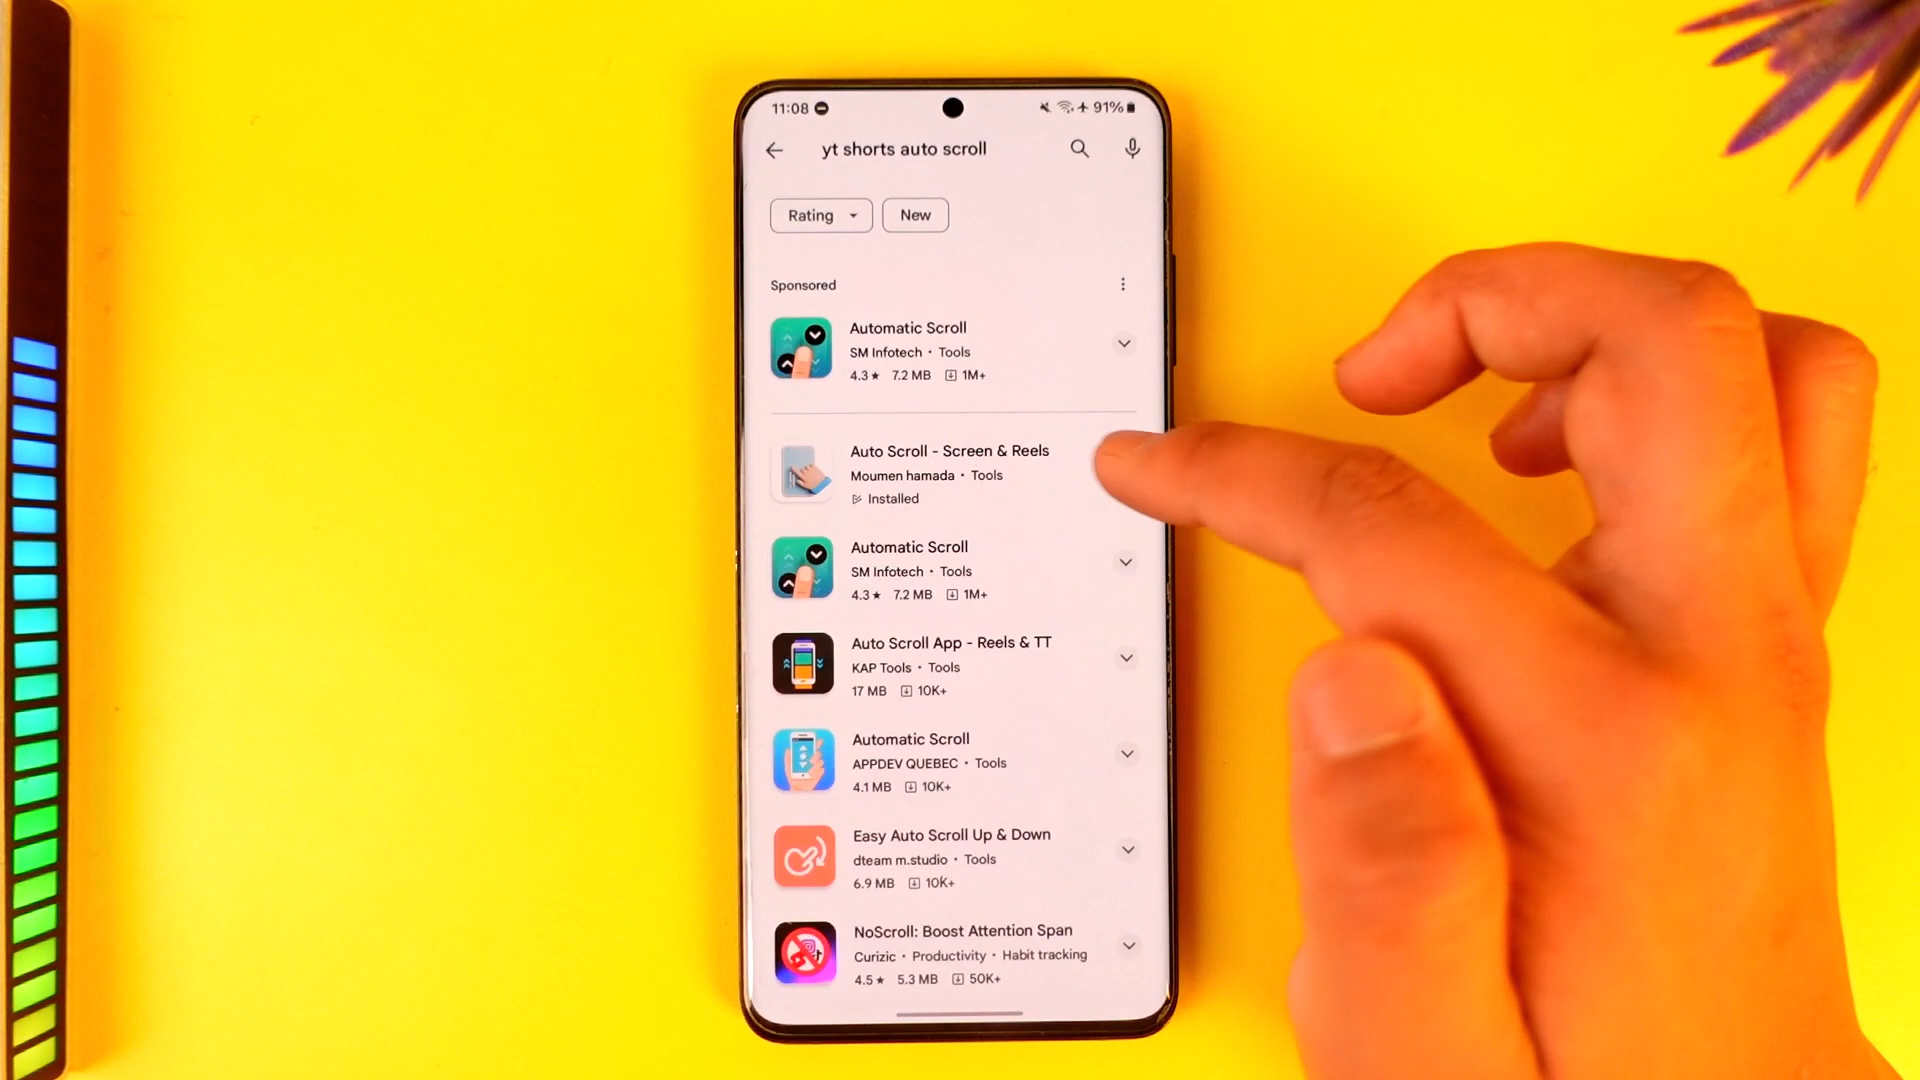 11:08 91%
yt shorts auto scroll
Rating New
Sponsored
Automatic Scroll
SM Infotech • Tools
4.3★ 7.2 MB 1M+
Auto Scroll - Screen & Reels
Moumen hamada • Tools
Installed
Automatic Scroll
SM Infotech • Tools
4.3★ 7.2 MB 1M+
Auto Scroll App - Reels & TT
KAP Tools • Tools
17 MB 10K+
Automatic Scroll
APPDEV QUEBEC • Tools
4.1 MB 10K+
Easy Auto Scroll Up & Down
dteam m.studio • Tools
6.9 MB 10K+
NoScroll: Boost Attention Span
Curizic • Productivity • Habit tracking
4.5★ 5.3 MB 50K+